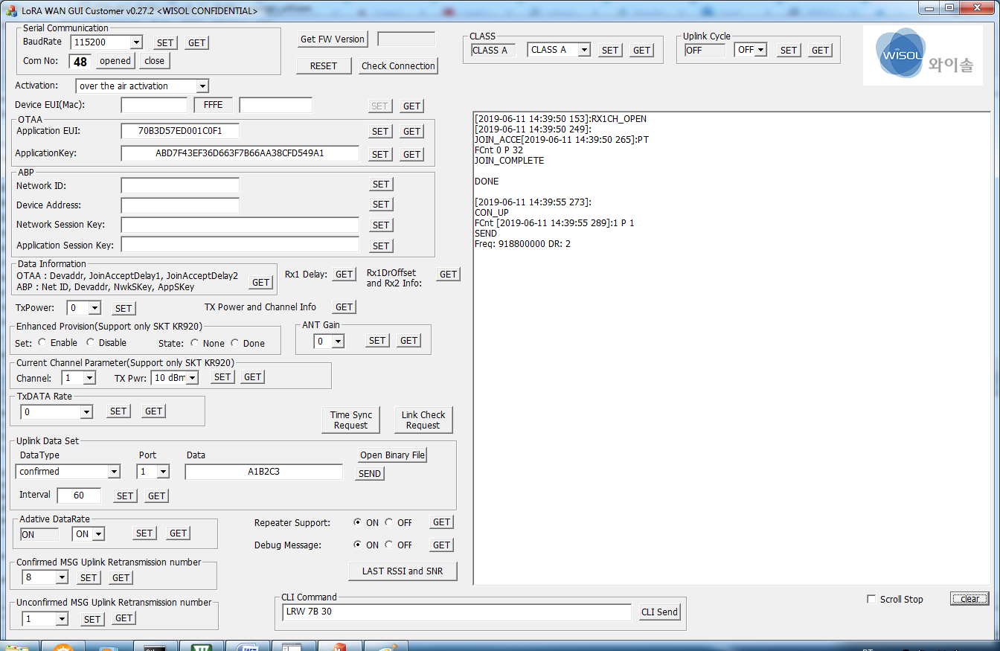 LoRA WAN GUI Customer v0.27.2 <WISOL CONFIDENTIAL>
Serial Communication
BaudRate 115200 SET GET
Com No: 48 opened close
Get FW Version
RESET Check Connection
CLASS
CLASS A CLASS A SET GET
Uplink Cycle
OFF OFF SET GET
WISOL 와이솔
Activation: over the air activation
Device EUI(Mac): FFFE SET GET
OTAA
Application EUI: 70B3D57ED001C0F1 SET GET
ApplicationKey: ABD7F43EF36D663F7B66AA38CFD549A1 SET GET
ABP
Network ID: SET
Device Address: SET
Network Session Key: SET
Application Session Key: SET
Data Information
OTAA : Devaddr, JoinAcceptDelay1, JoinAcceptDelay2
ABP : Net ID, Devaddr, NwkSKey, AppSKey
GET
Rx1 Delay: GET
Rx1DrOffset
and Rx2 Info:
GET
TxPower: 0 SET
TX Power and Channel Info GET
Enhanced Provision(Support only SKT KR920)
Set: Enable Disable State: None Done
ANT Gain
0 SET GET
Current Channel Parameter(Support only SKT KR920)
Channel: 1 TX Pwr: 10 dBm SET GET
TxDATA Rate
0 SET GET
Time Sync
Request
Link Check
Request
Uplink Data Set
DataType Port Data
Open Binary File
confirmed 1 A1B2C3
SEND
Interval 60 SET GET
Adative DataRate
ON ON SET GET
Repeater Support: ON OFF GET
Debug Message: ON OFF GET
Confirmed MSG Uplink Retransmission number
8 SET GET
LAST RSSI and SNR
Unconfirmed MSG Uplink Retransmission number
1 SET GET
CLI Command
LRW 7B 30 CLI Send
[2019-06-11 14:39:50 153]:RX1CH_OPEN
[2019-06-11 14:39:50 249]:
JOIN_ACCE[2019-06-11 14:39:50 265]:PT
FCnt 0 P 32
JOIN_COMPLETE
DONE
[2019-06-11 14:39:55 273]:
CON_UP
FCnt [2019-06-11 14:39:55 289]:1 P 1
SEND
Freq: 918800000 DR: 2
Scroll Stop clear